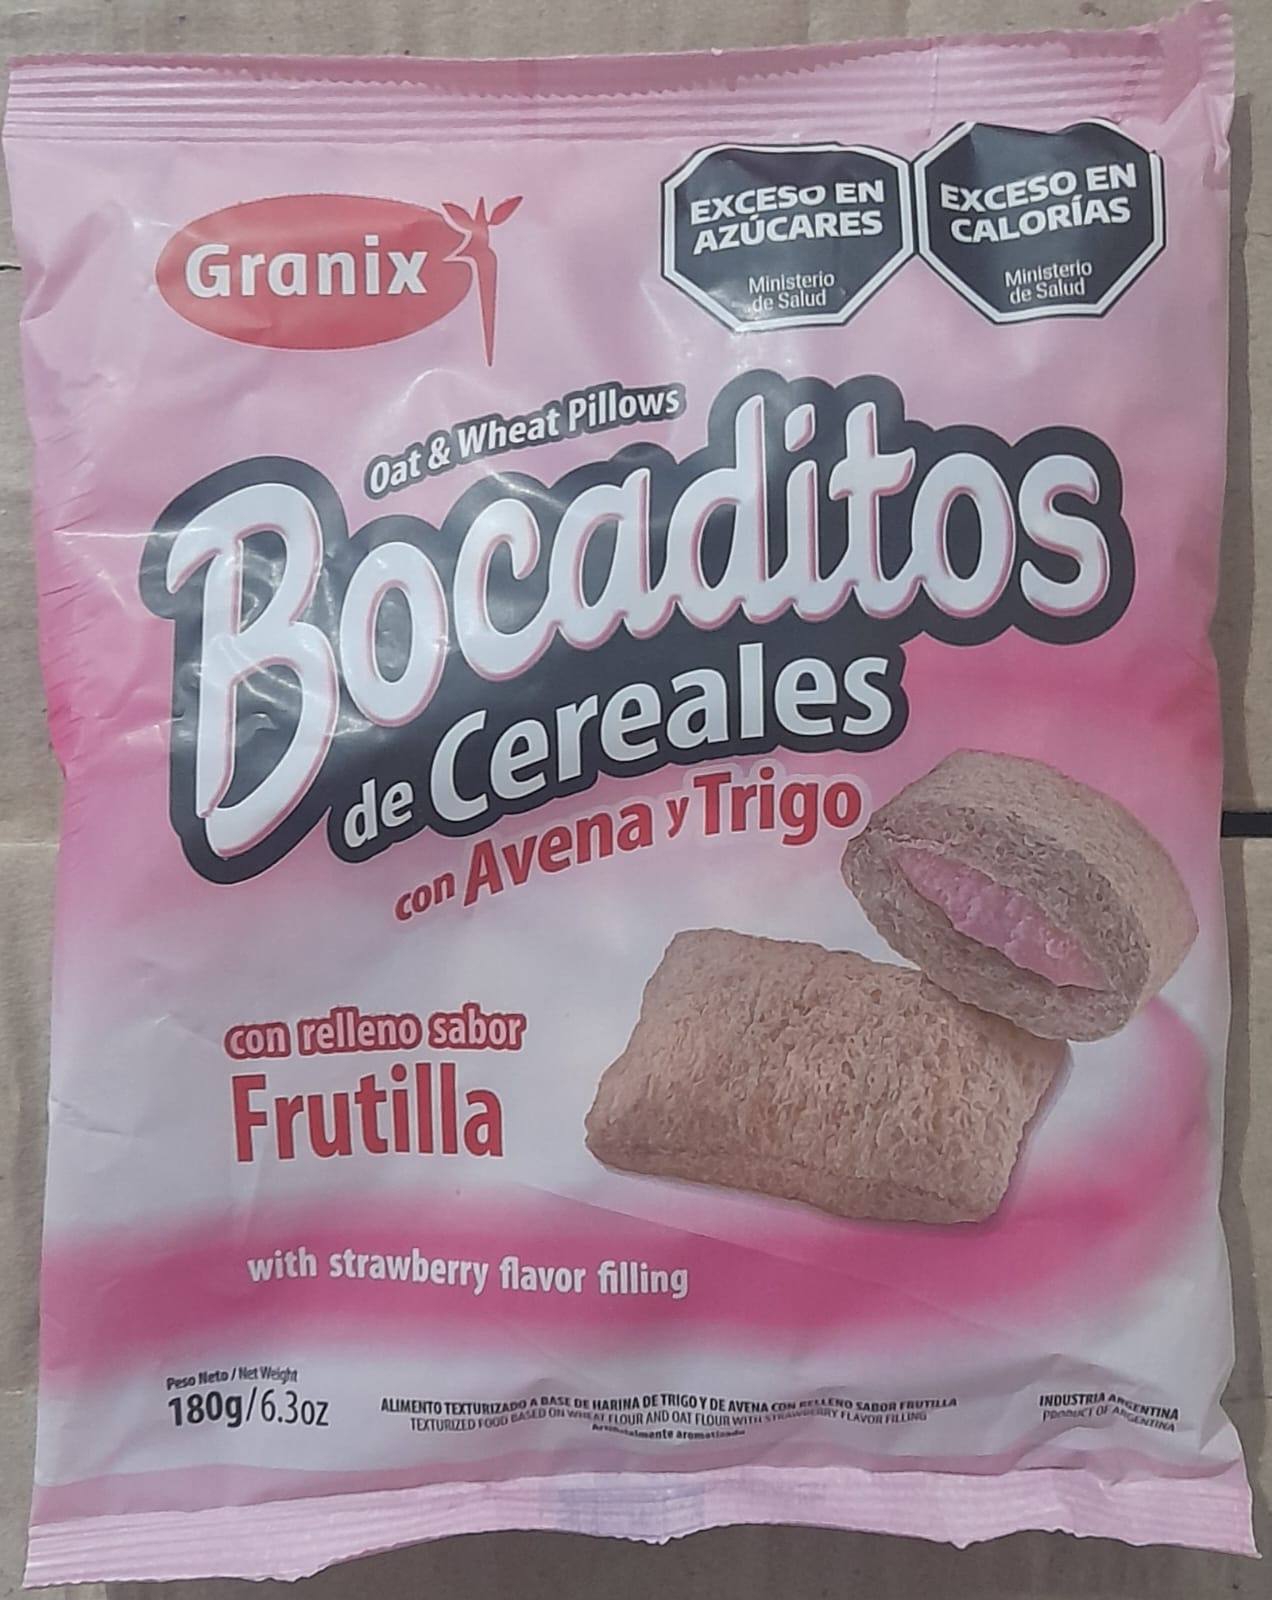 Granix
EXCESO EN
AZÚCARES
Ministerio
de Salud
EXCESO EN
CALORÍAS
Ministerio
de Salud
Oat & Wheat Pillows
Bocaditos
de Cereales
con Avena y Trigo
con relleno sabor
Frutilla
with strawberry flavor filling
Peso Neto / Net Weight
180g/6.3oz
ALIMENTO TEXTURIZADO A BASE DE HARINA DE TRIGO Y DE AVENA CON RELLENO SABOR FRUTILLA
TEXTURIZED FOOD BASED ON WHEAT FLOUR AND OAT FLOUR WITH STRAWBERRY FLAVOR FILLING
Artificialmente aromatizado
INDUSTRIA ARGENTINA
PRODUCT OF ARGENTINA